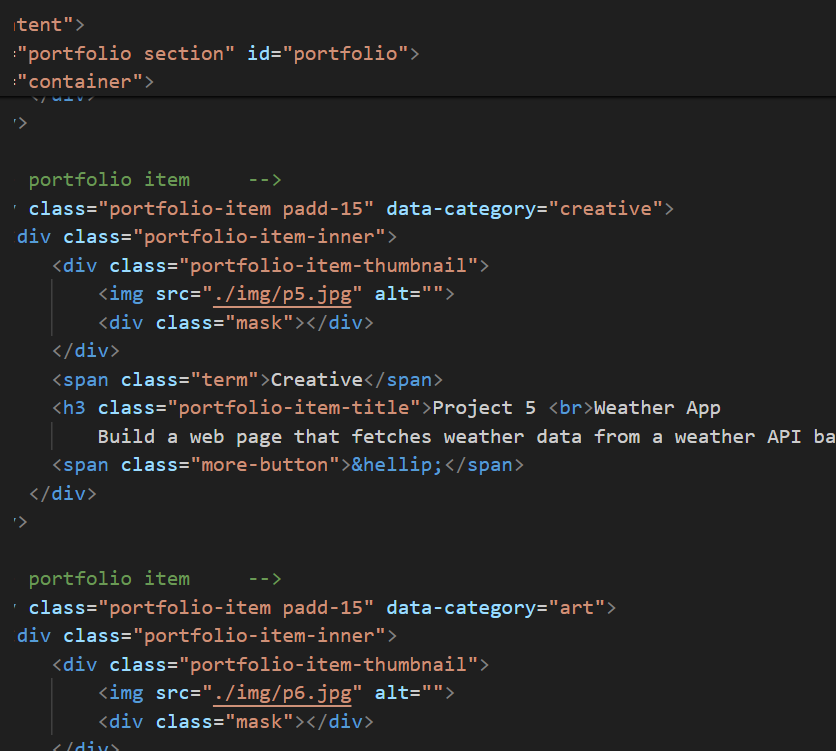 tent">
="portfolio section" id="portfolio">
="container">
</div>
>
portfolio item -->
class="portfolio-item padd-15" data-category="creative">
div class="portfolio-item-inner">
<div class="portfolio-item-thumbnail">
<img src="./img/p5.jpg" alt="">
<div class="mask"></div>
</div>
<span class="term">Creative</span>
<h3 class="portfolio-item-title">Project 5 <br>Weather App
Build a web page that fetches weather data from a weather API ba
<span class="more-button">&hellip;</span>
</div>
>
portfolio item -->
class="portfolio-item padd-15" data-category="art">
div class="portfolio-item-inner">
<div class="portfolio-item-thumbnail">
<img src="./img/p6.jpg" alt="">
<div class="mask"></div>
</div>